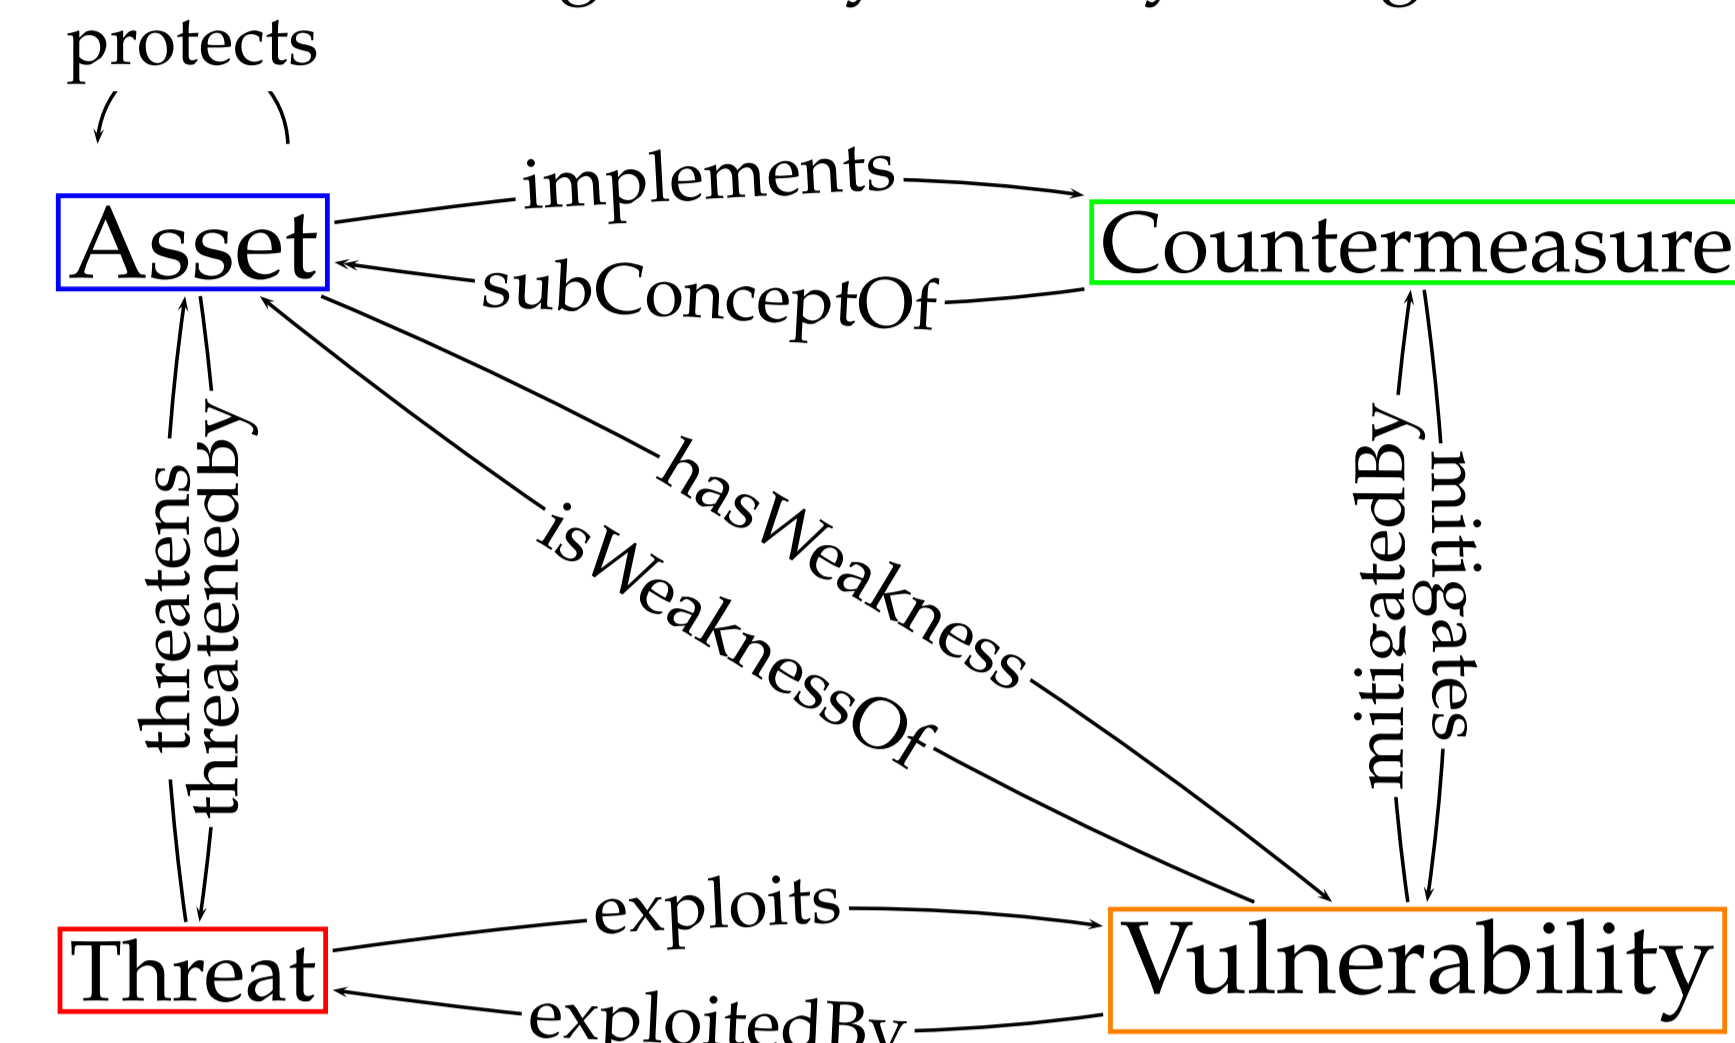 protects
implements
Asset
Countermeasure
subConceptOf
threatens
threatenedBy
hasWeakness
isWeaknessOf
mitigatedBy
mitigates
exploits
Threat
Vulnerability
exploitedBy